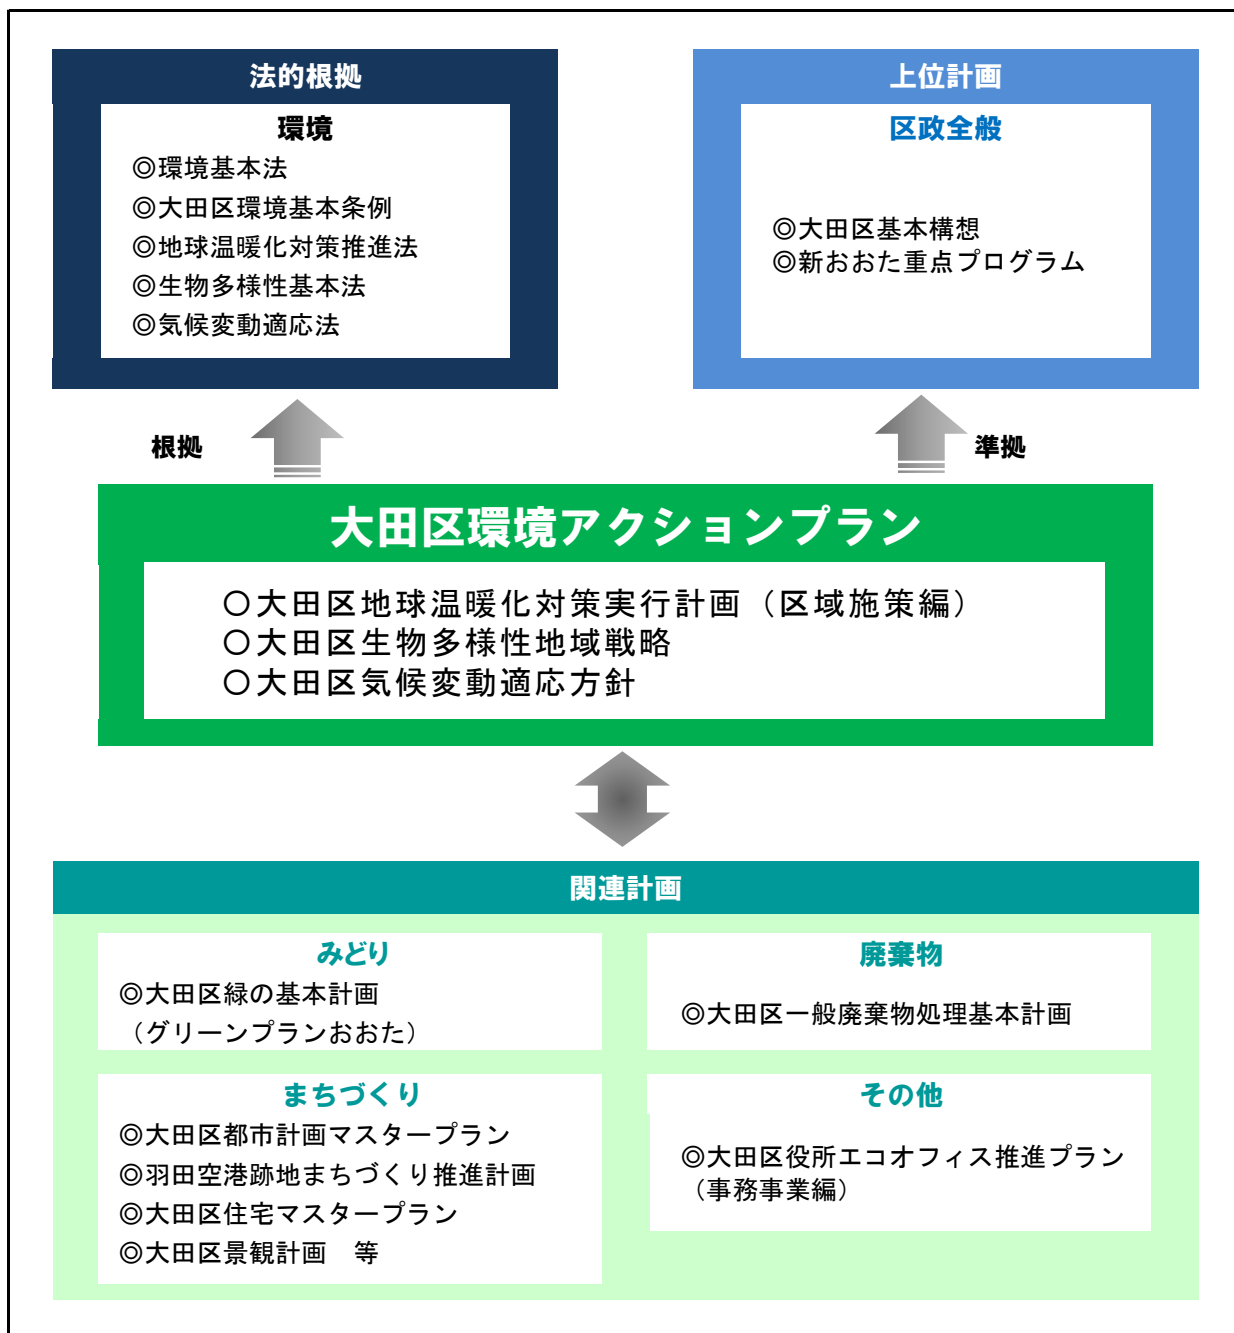 法的根拠
環境
◎環境基本法
◎大田区環境基本条例
◎地球温暖化対策推進法
◎生物多様性基本法
◎気候変動適応法
上位計画
区政全般
◎大田区基本構想
◎新おおた重点プログラム
根拠
準拠
大田区環境アクションプラン
○大田区地球温暖化対策実行計画（区域施策編）
○大田区生物多様性地域戦略
○大田区気候変動適応方針
関連計画
みどり
◎大田区緑の基本計画
（グリーンプランおおた）
廃棄物
◎大田区一般廃棄物処理基本計画
まちづくり
◎大田区都市計画マスタープラン
◎羽田空港跡地まちづくり推進計画
◎大田区住宅マスタープラン
◎大田区景観計画　等
その他
◎大田区役所エコオフィス推進プラン
（事務事業編）